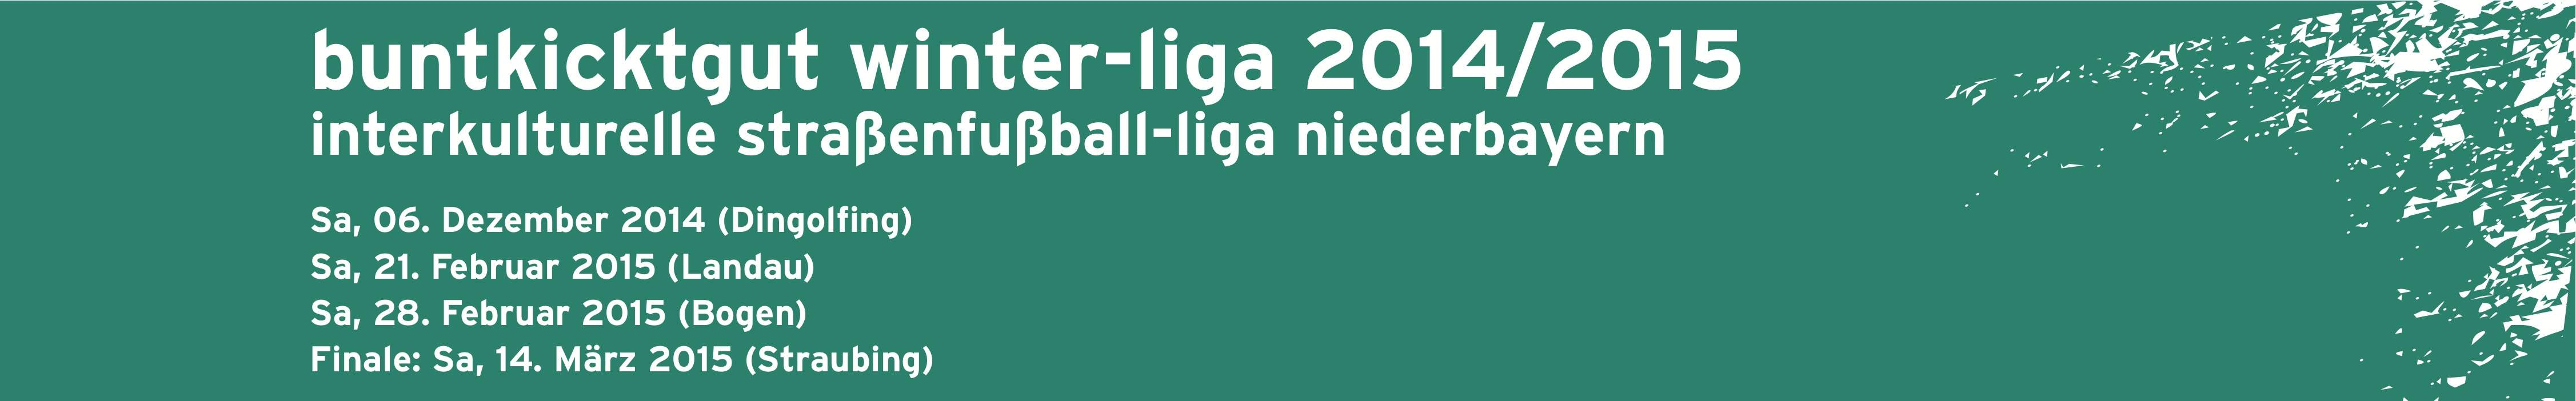 buntkicktgut winter-liga 2014/2015
interkulturelle straßenfußball-liga niederbayern
Sa, 06. Dezember 2014 (Dingolfing)
Sa, 21. Februar 2015 (Landau)
Sa, 28. Februar 2015 (Bogen)
Finale: Sa, 14. März 2015 (Straubing)